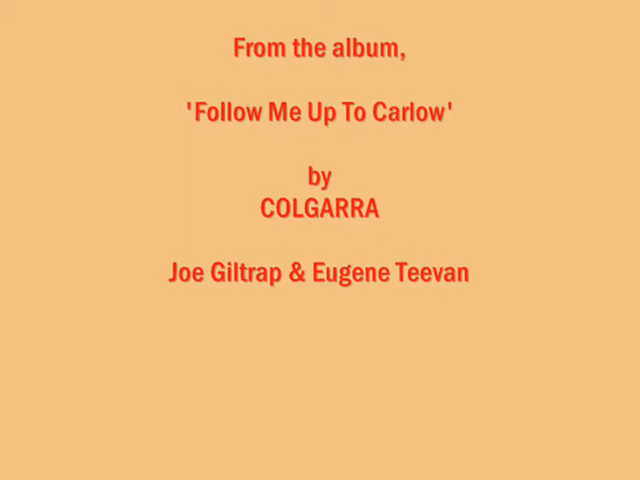 From the album,
'Follow Me Up To Carlow'
by
COLGARRA
Joe Giltrap & Eugene Teevan